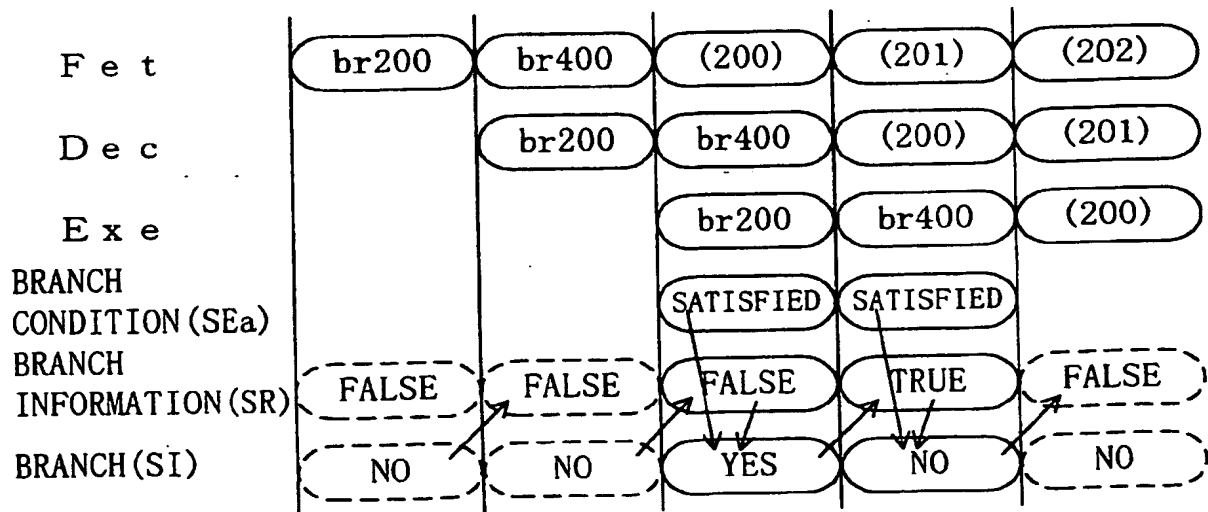 Fet br200 br400 (200) (201) (202)
Dec br200 br400 (200) (201)
Exe br200 br400 (200)
BRANCH
CONDITION(SEa) SATISFIED SATISFIED
BRANCH
INFORMATION(SR) FALSE FALSE FALSE TRUE FALSE
BRANCH(SI) NO NO YES NO NO